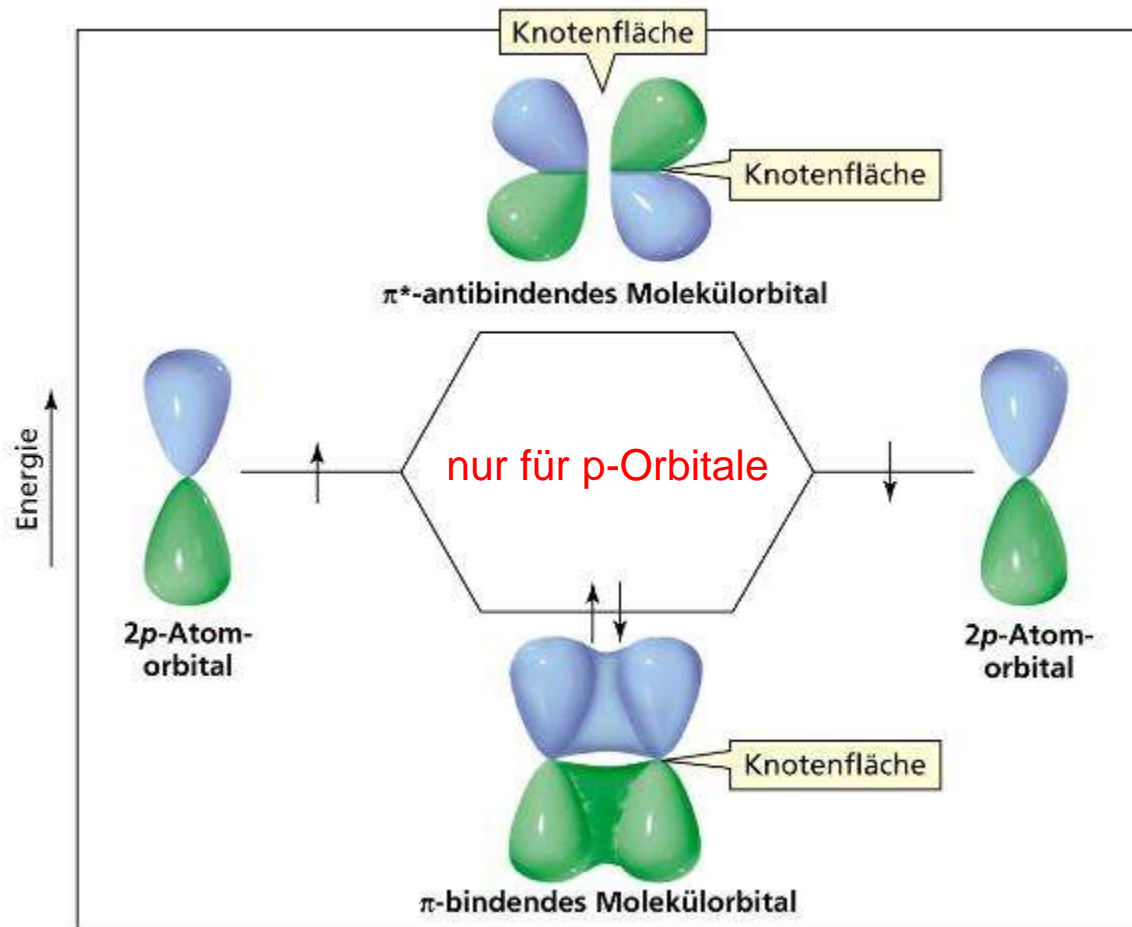 Knotenfläche
Knotenfläche
π*-antibindendes Molekülorbital
Energie
nur für p-Orbitale
2p-Atom-
orbital
2p-Atom-
orbital
Knotenfläche
π-bindendes Molekülorbital